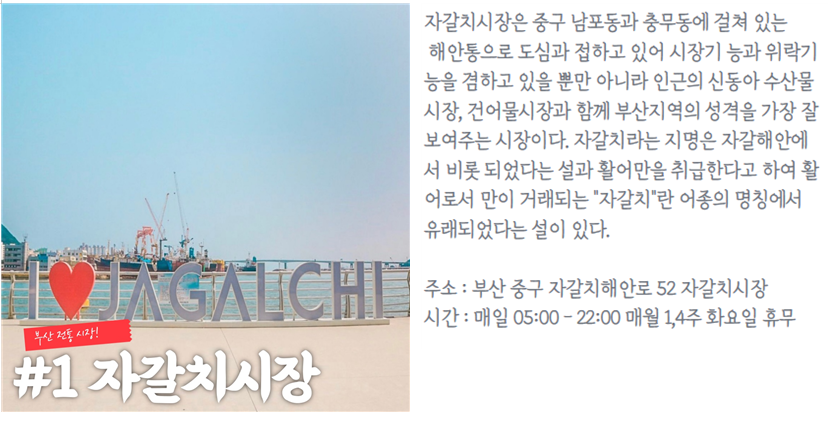 I ♥ JAGALCHI
부산 전통 시장!
#1 자갈치시장
자갈치시장은 중구 남포동과 충무동에 걸쳐 있는
해안통으로 도심과 접하고 있어 시장기 능과 위락기
능을 겸하고 있을 뿐만 아니라 인근의 신동아 수산물
시장, 건어물시장과 함께 부산지역의 성격을 가장 잘
보여주는 시장이다. 자갈치라는 지명은 자갈해안에
서 비롯 되었다는 설과 활어만을 취급한다고 하여 활
어로서 만이 거래되는 "자갈치"란 어종의 명칭에서
유래되었다는 설이 있다.
주소 : 부산 중구 자갈치해안로 52 자갈치시장
시간 : 매일 05:00 - 22:00 매월 1,4주 화요일 휴무